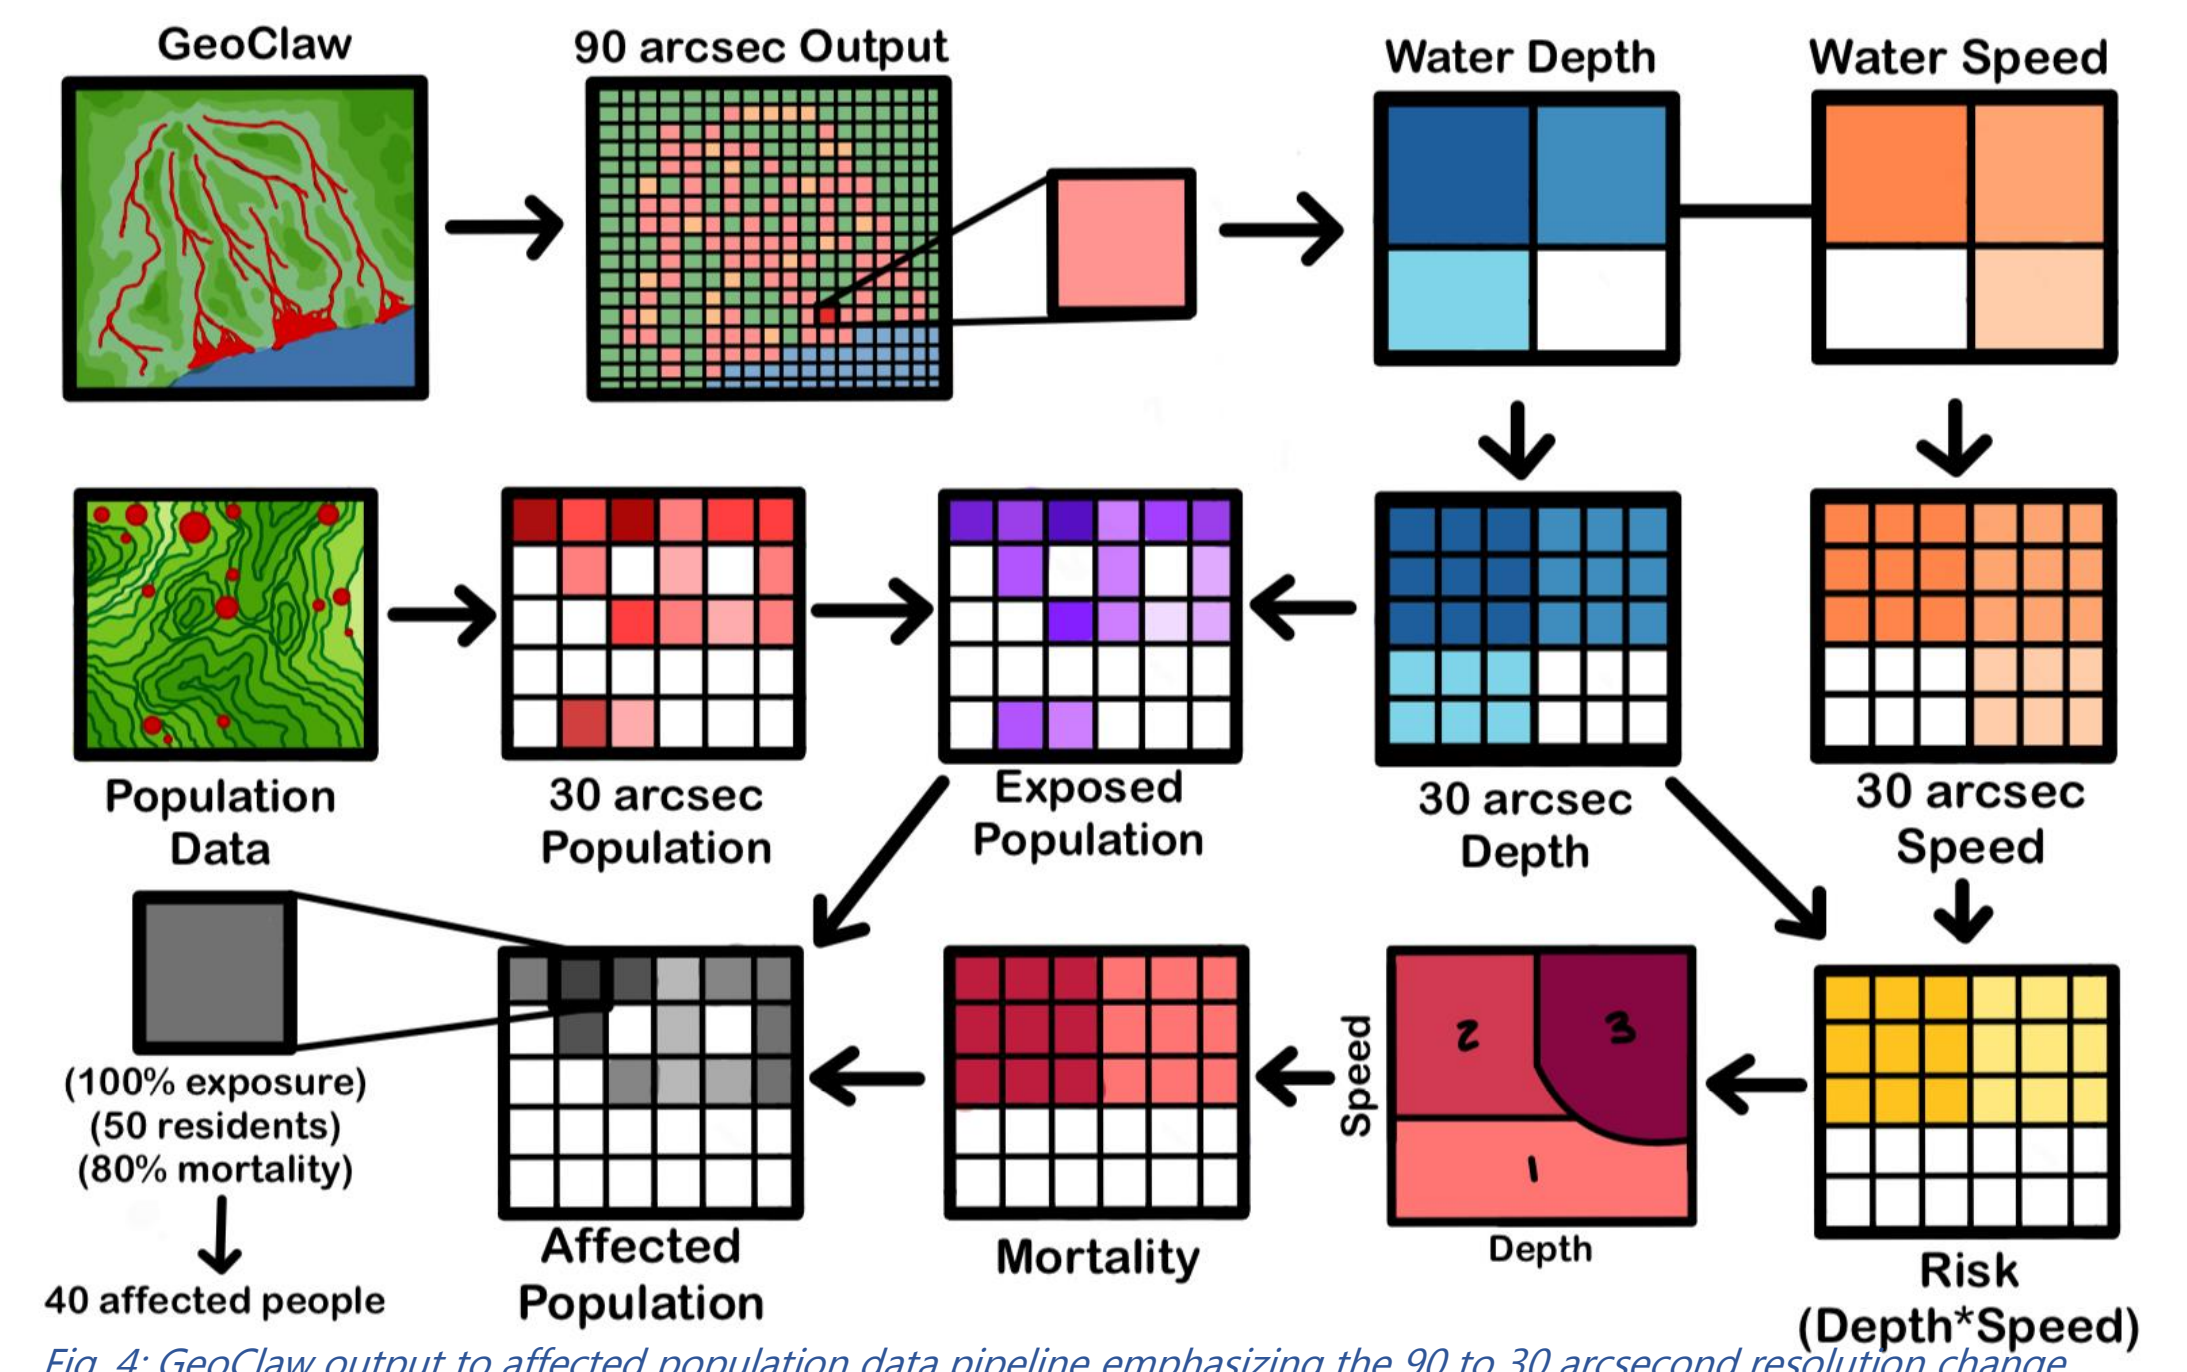 GeoClaw
90 arcsec Output
Water Depth
Water Speed
Population
Data
30 arcsec
Population
Exposed
Population
30 arcsec
Depth
30 arcsec
Speed
(100% exposure)
(50 residents)
(80% mortality)
40 affected people
Affected
Population
Mortality
Speed
2
3
1
Depth
Risk
(Depth*Speed)
Fig. 4: GeoClaw output to affected population data pipeline emphasizing the 90 to 30 arcsecond resolution change